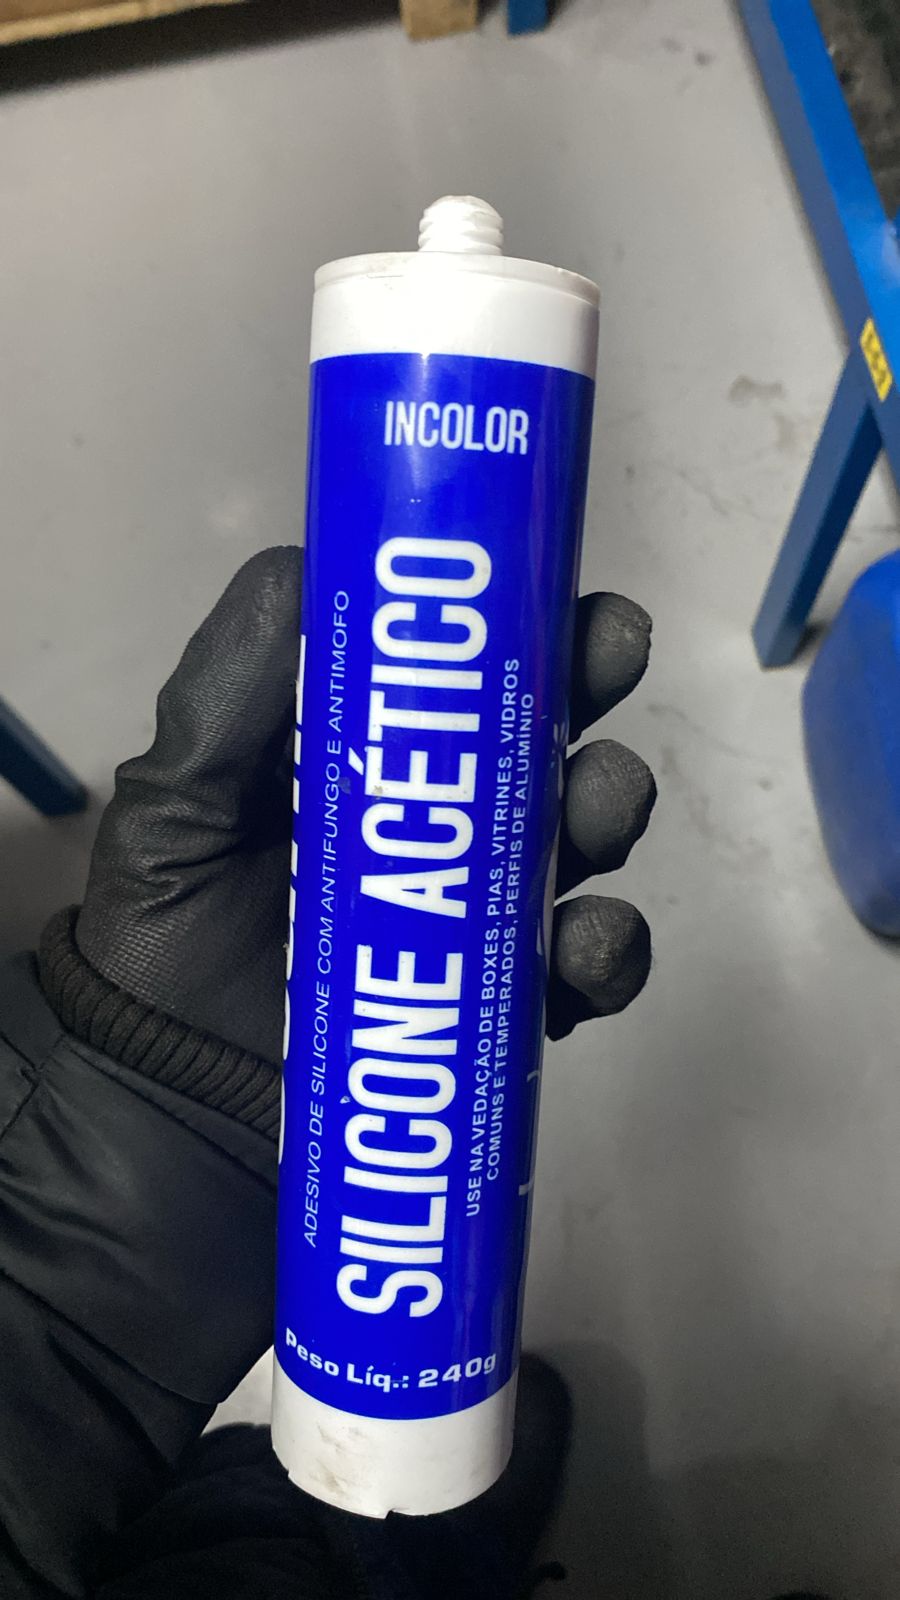 INCOLOR
ADESIVO DE SILICONE COM ANTIFUNGO E ANTIMOFO
SILICONE ACÉTICO
USE NA VEDAÇÃO DE BOXES, PIAS, VITRINES, VIDROS
COMUNS E TEMPERADOS, PERFIS DE ALUMÍNIO
Peso Líq.: 240g